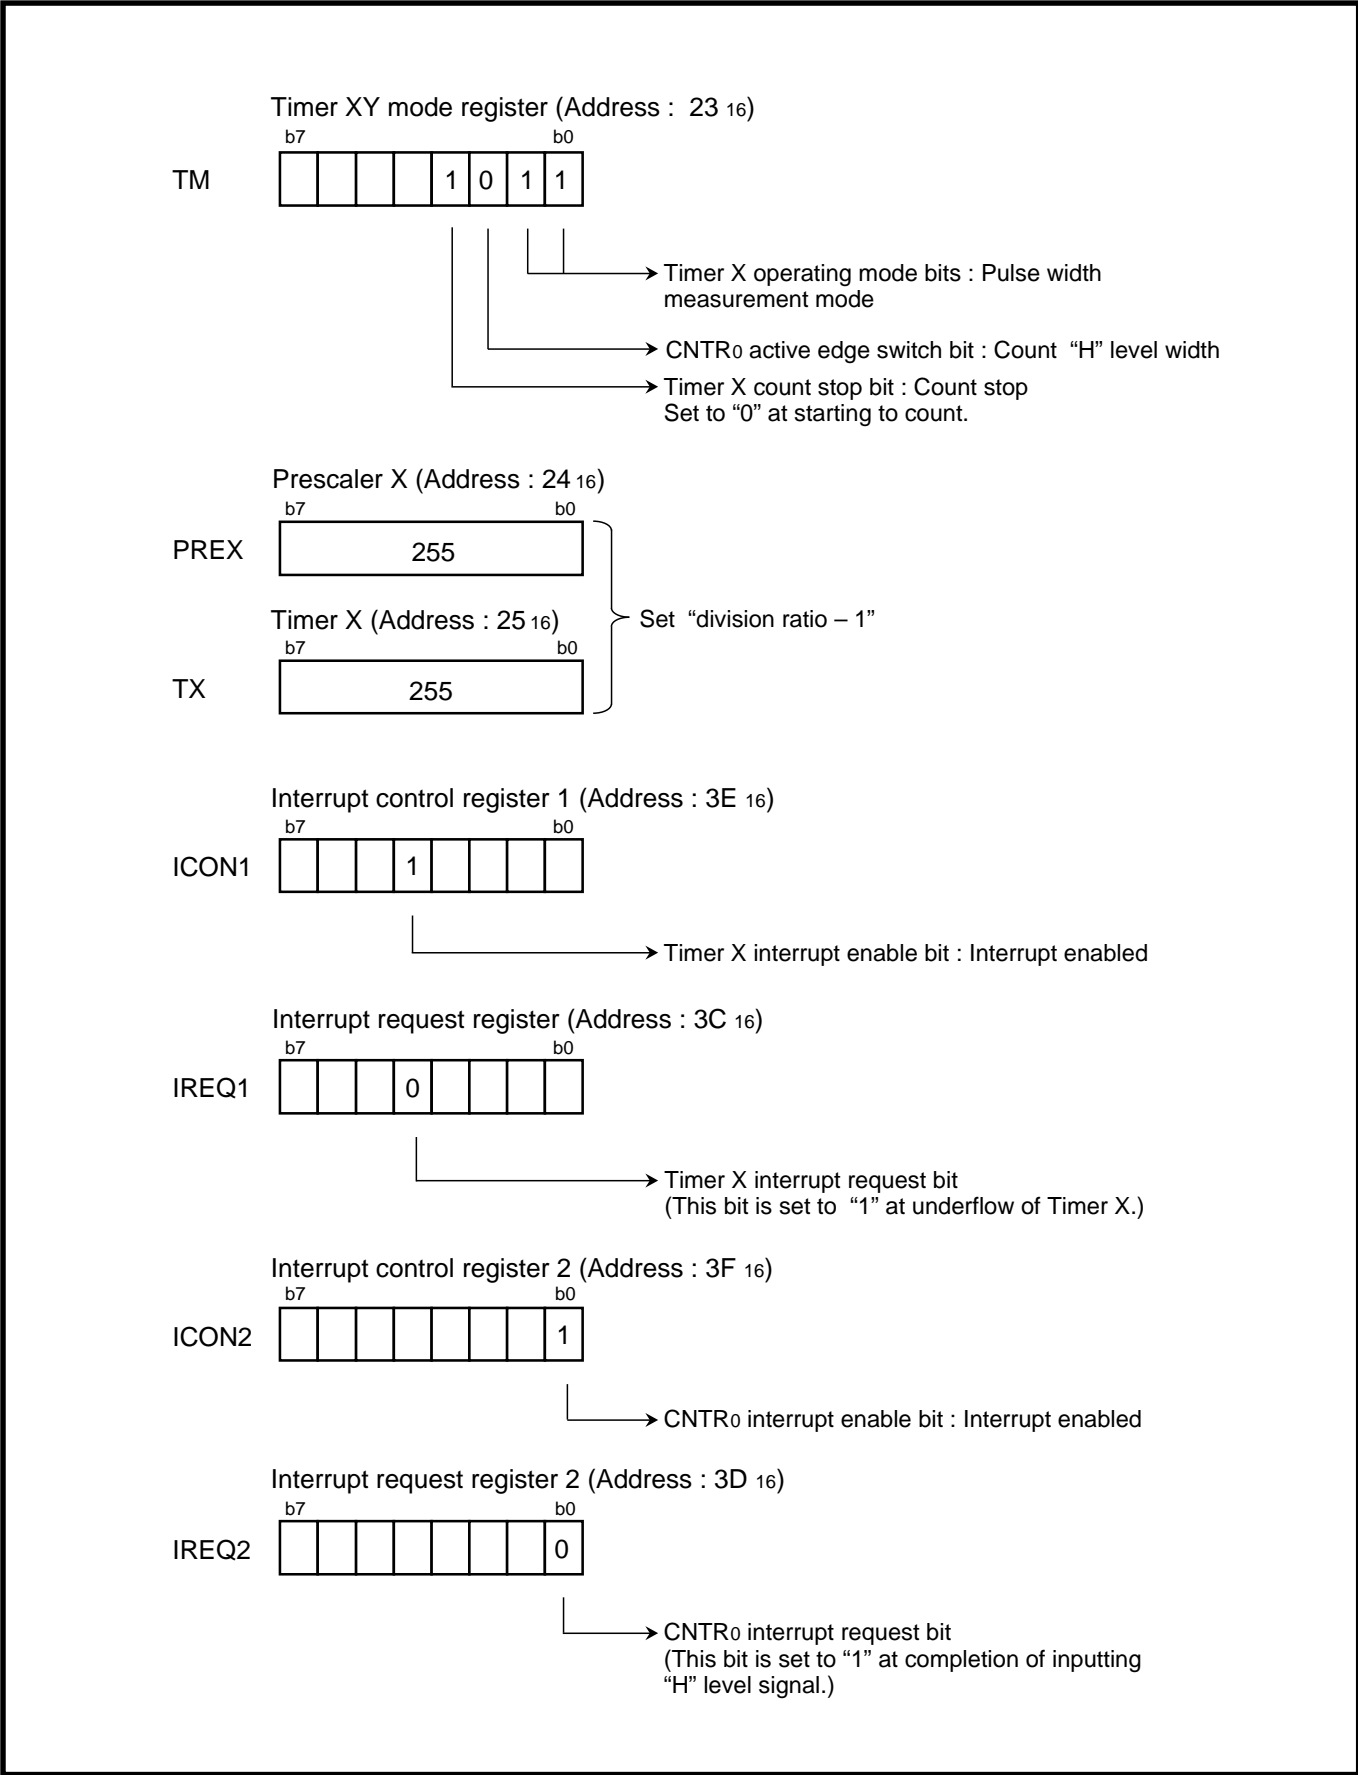 Timer XY mode register (Address : 23 16)
b7 b0
TM 1 0 1 1
Timer X operating mode bits : Pulse width
measurement mode
CNTR0 active edge switch bit : Count “H” level width
Timer X count stop bit : Count stop
Set to “0” at starting to count.
Prescaler X (Address : 24 16)
b7 b0
PREX 255
Timer X (Address : 25 16)
Set “division ratio – 1”
b7 b0
TX 255
Interrupt control register 1 (Address : 3E 16)
b7 b0
ICON1 1
Timer X interrupt enable bit : Interrupt enabled
Interrupt request register (Address : 3C 16)
b7 b0
IREQ1 0
Timer X interrupt request bit
(This bit is set to “1” at underflow of Timer X.)
Interrupt control register 2 (Address : 3F 16)
b7 b0
ICON2 1
CNTR0 interrupt enable bit : Interrupt enabled
Interrupt request register 2 (Address : 3D 16)
b7 b0
IREQ2 0
CNTR0 interrupt request bit
(This bit is set to “1” at completion of inputting
“H” level signal.)